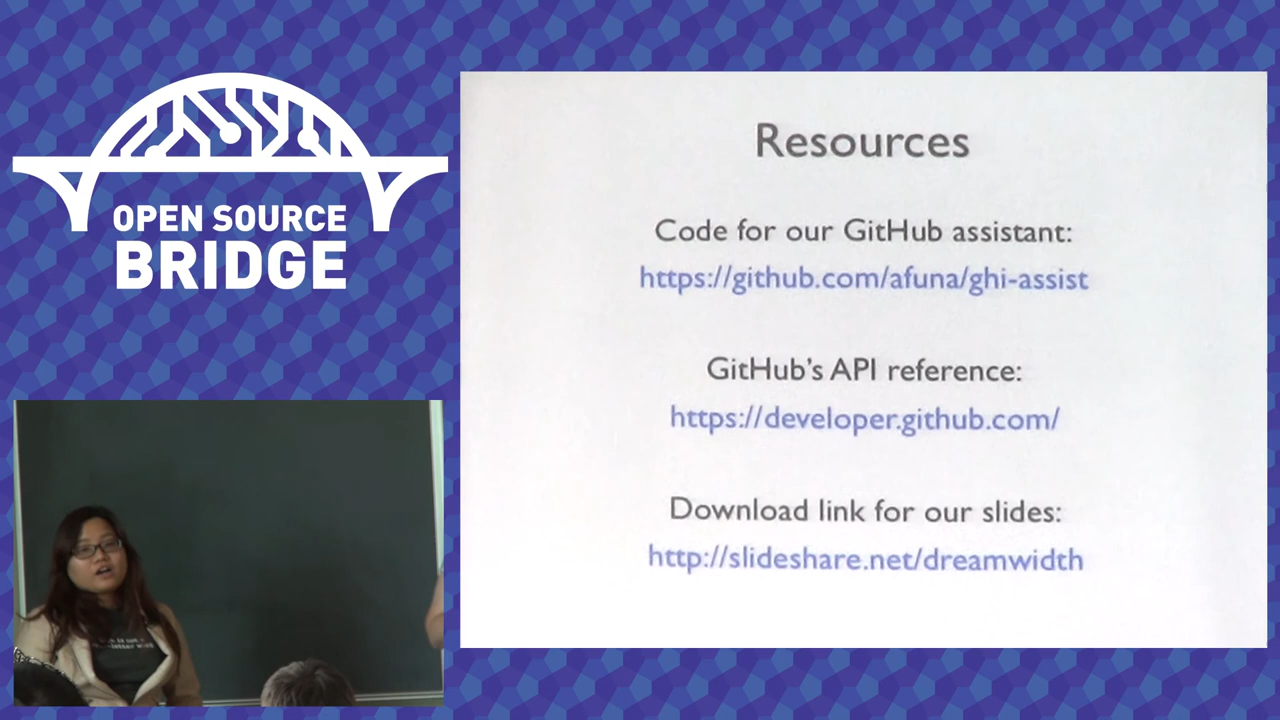 OPEN SOURCE
BRIDGE
Resources
Code for our GitHub assistant:
https://github.com/afuna/ghi-assist
GitHub's API reference:
https://developer.github.com/
Download link for our slides:
http://slideshare.net/dreamwidth